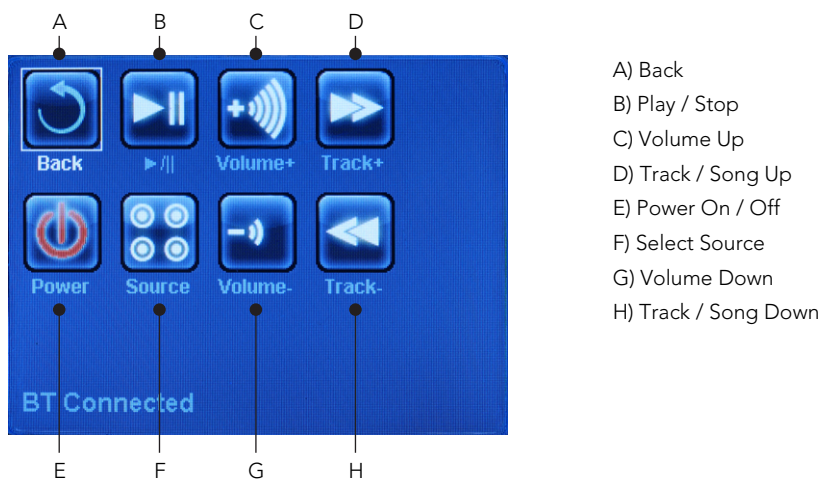 A B C D
Back ►/|| Volume+ Track+
Power Source Volume- Track-
BT Connected
E F G H
A) Back
B) Play / Stop
C) Volume Up
D) Track / Song Up
E) Power On / Off
F) Select Source
G) Volume Down
H) Track / Song Down